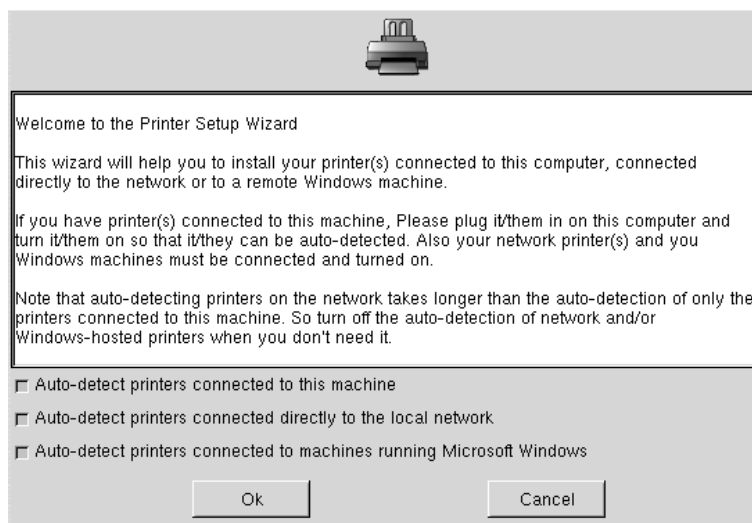 Welcome to the Printer Setup Wizard
This wizard will help you to install your printer(s) connected to this computer, connected
directly to the network or to a remote Windows machine.
If you have printer(s) connected to this machine, Please plug it/them in on this computer and
turn it/them on so that it/they can be auto-detected. Also your network printer(s) and you
Windows machines must be connected and turned on.
Note that auto-detecting printers on the network takes longer than the auto-detection of only the
printers connected to this machine. So turn off the auto-detection of network and/or
Windows-hosted printers when you don't need it.
Auto-detect printers connected to this machine
Auto-detect printers connected directly to the local network
Auto-detect printers connected to machines running Microsoft Windows
Ok Cancel